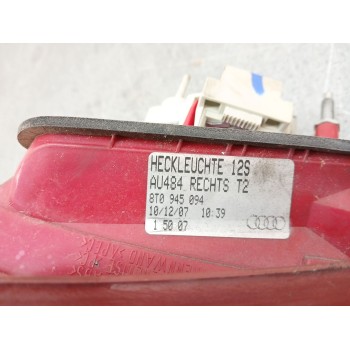 HECKLEUCHTE 12S
AU484 RECHTS T2
8T0 945 094
10/12/07 10:39
1 50 07